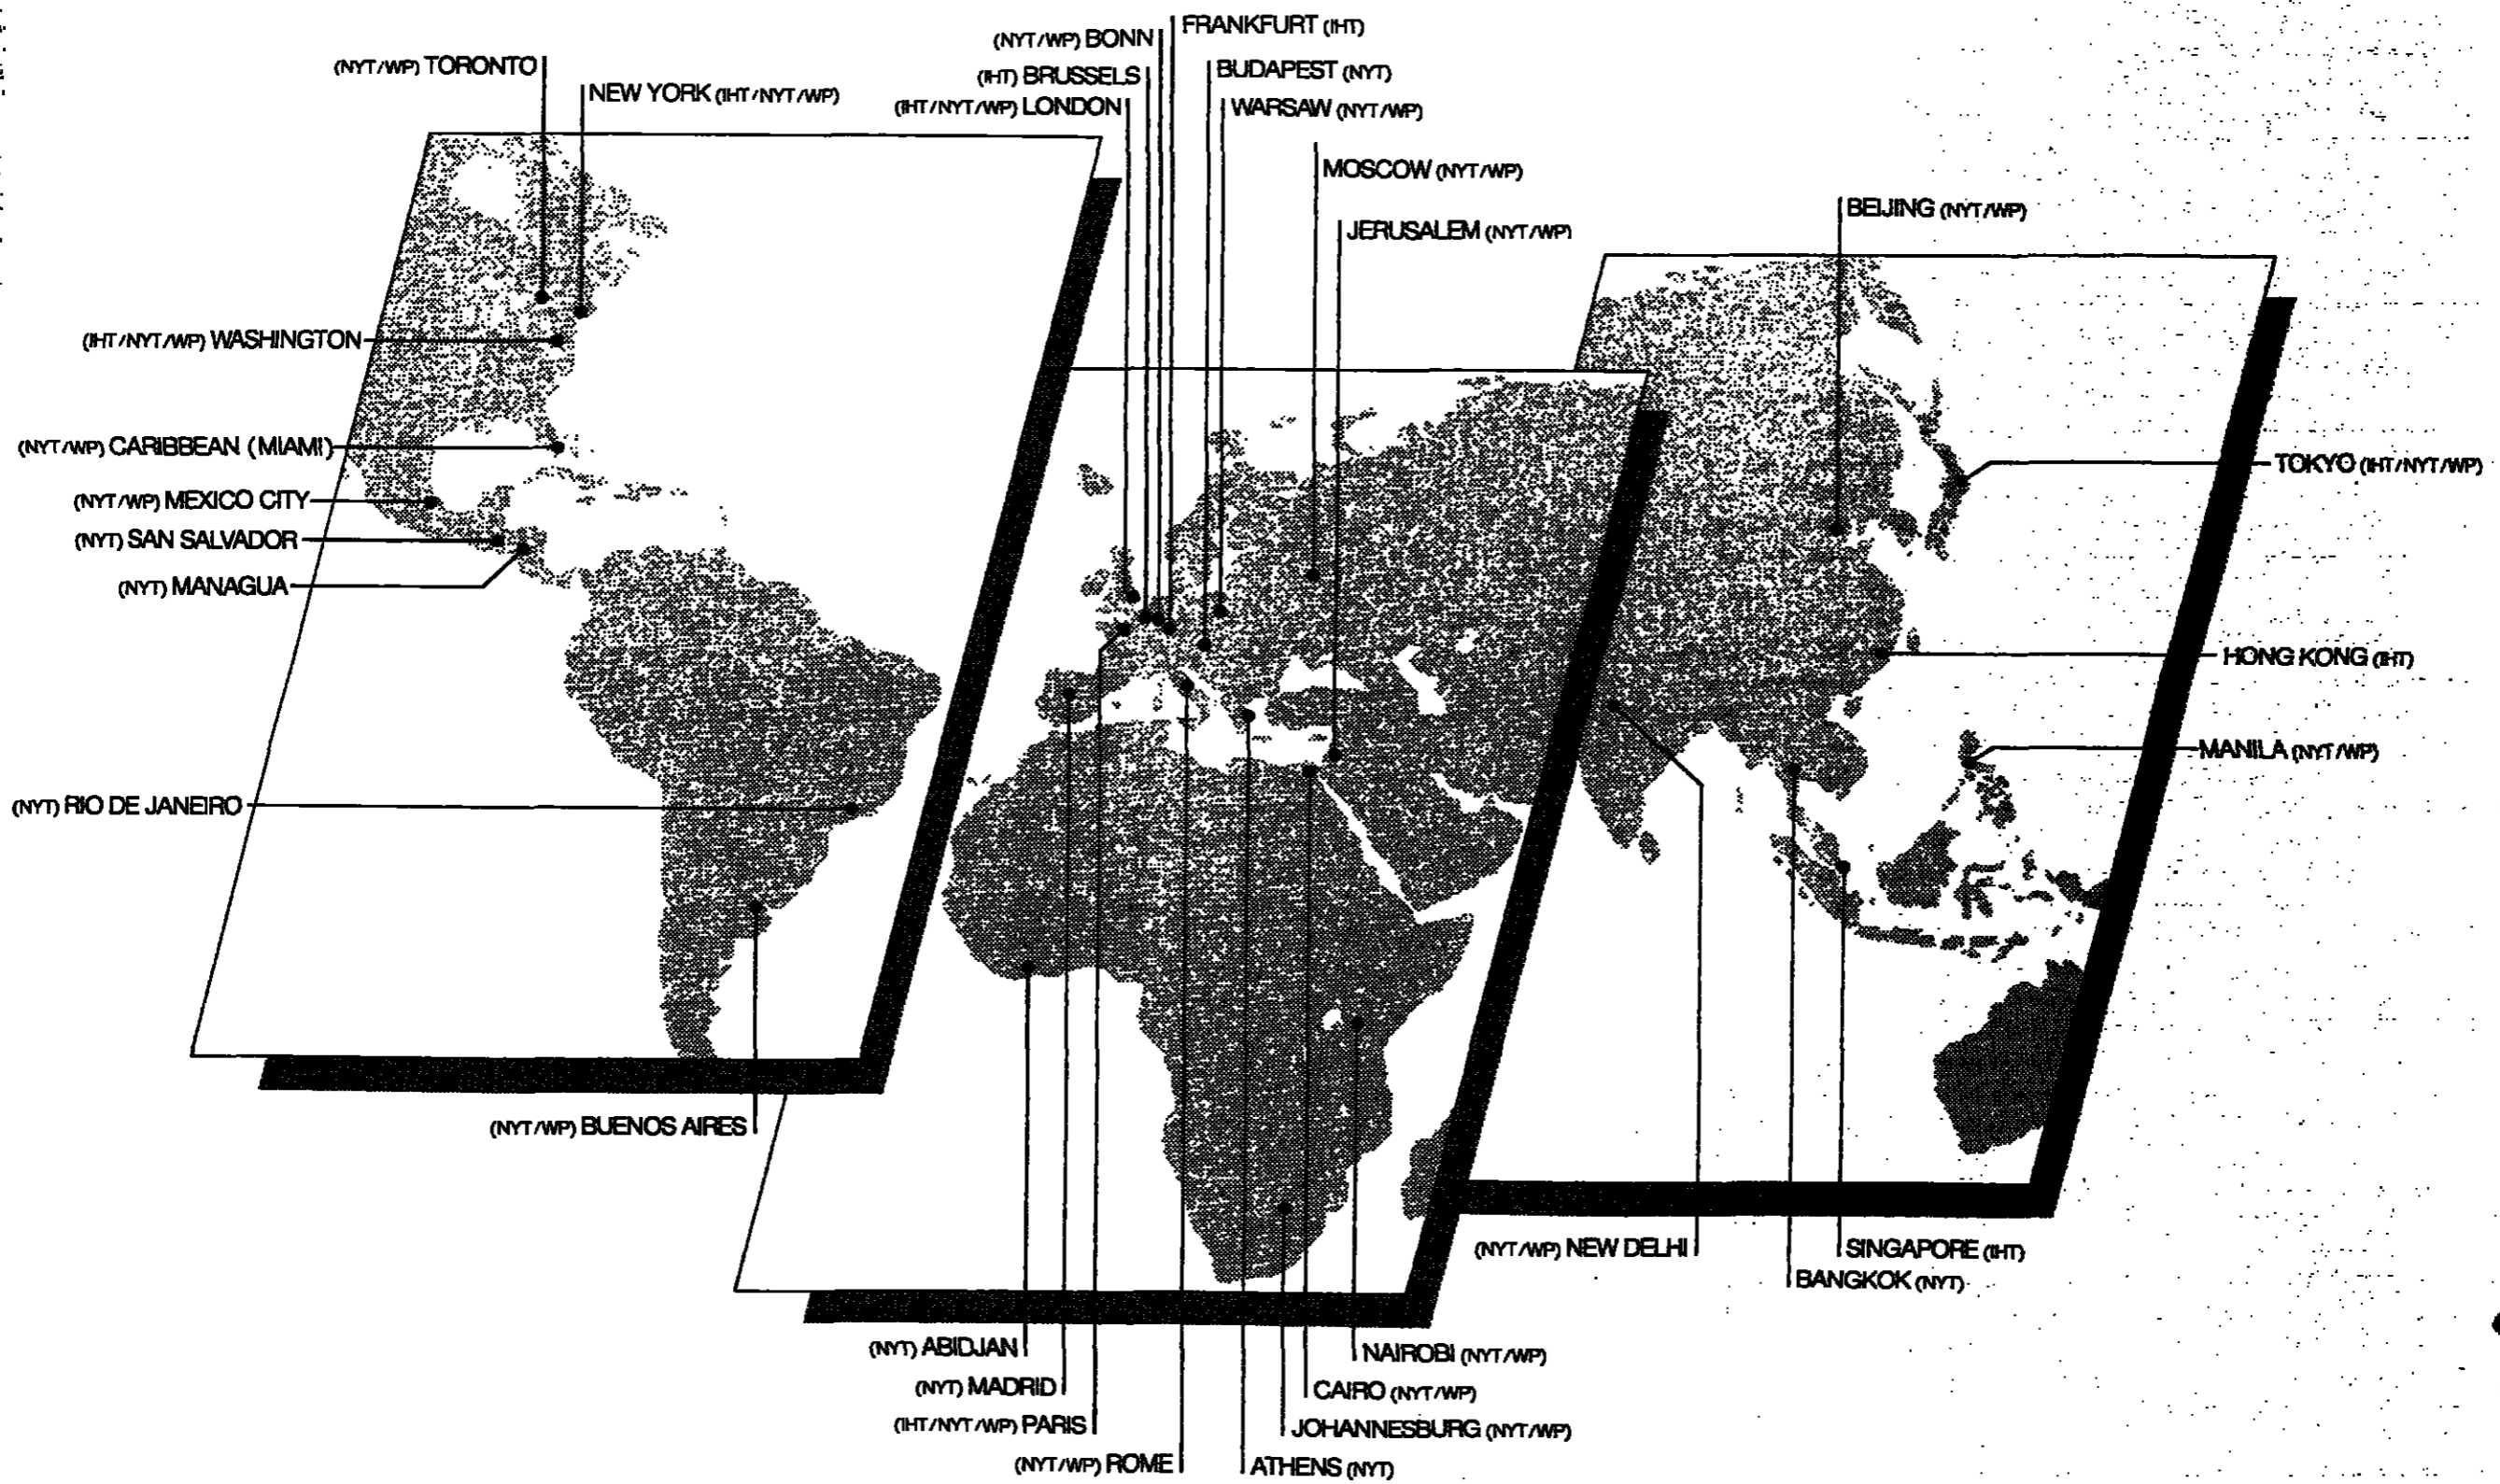 FRANKFURT (IHT)
(NYT/WP) BONN
(NYT/WP) TORONTO
BUDAPEST (NYT)
(IHT) BRUSSELS
NEW YORK (IHT/NYT/WP)
(IHT/NYT/WP) LONDON
WARSAW (NYT/WP)
MOSCOW (NYT/WP)
BEIJING (NYT/WP)
JERUSALEM (NYT/WP)
(IHT/NYT/WP) WASHINGTON
(NYT/WP) CARIBBEAN (MIAMI)
TOKYO (IHT/NYT/WP)
(NYT/WP) MEXICO CITY
(NYT) SAN SALVADOR
(NYT) MANAGUA
HONG KONG (IHT)
MANILA (NYT/WP)
(NYT) RIO DE JANEIRO
(NYT/WP) BUENOS AIRES
(NYT/WP) NEW DELHI
SINGAPORE (IHT)
BANGKOK (NYT)
(NYT) ABIDJAN
NAIROBI (NYT/WP)
(NYT) MADRID
CAIRO (NYT/WP)
(IHT/NYT/WP) PARIS
JOHANNESBURG (NYT/WP)
(NYT/WP) ROME
ATHENS (NYT)